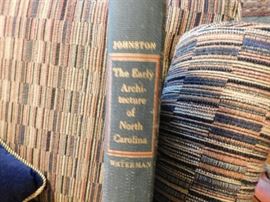 JOHNSTON
The Early
Archi-
tecture of
North
Carolina
WATERMAN